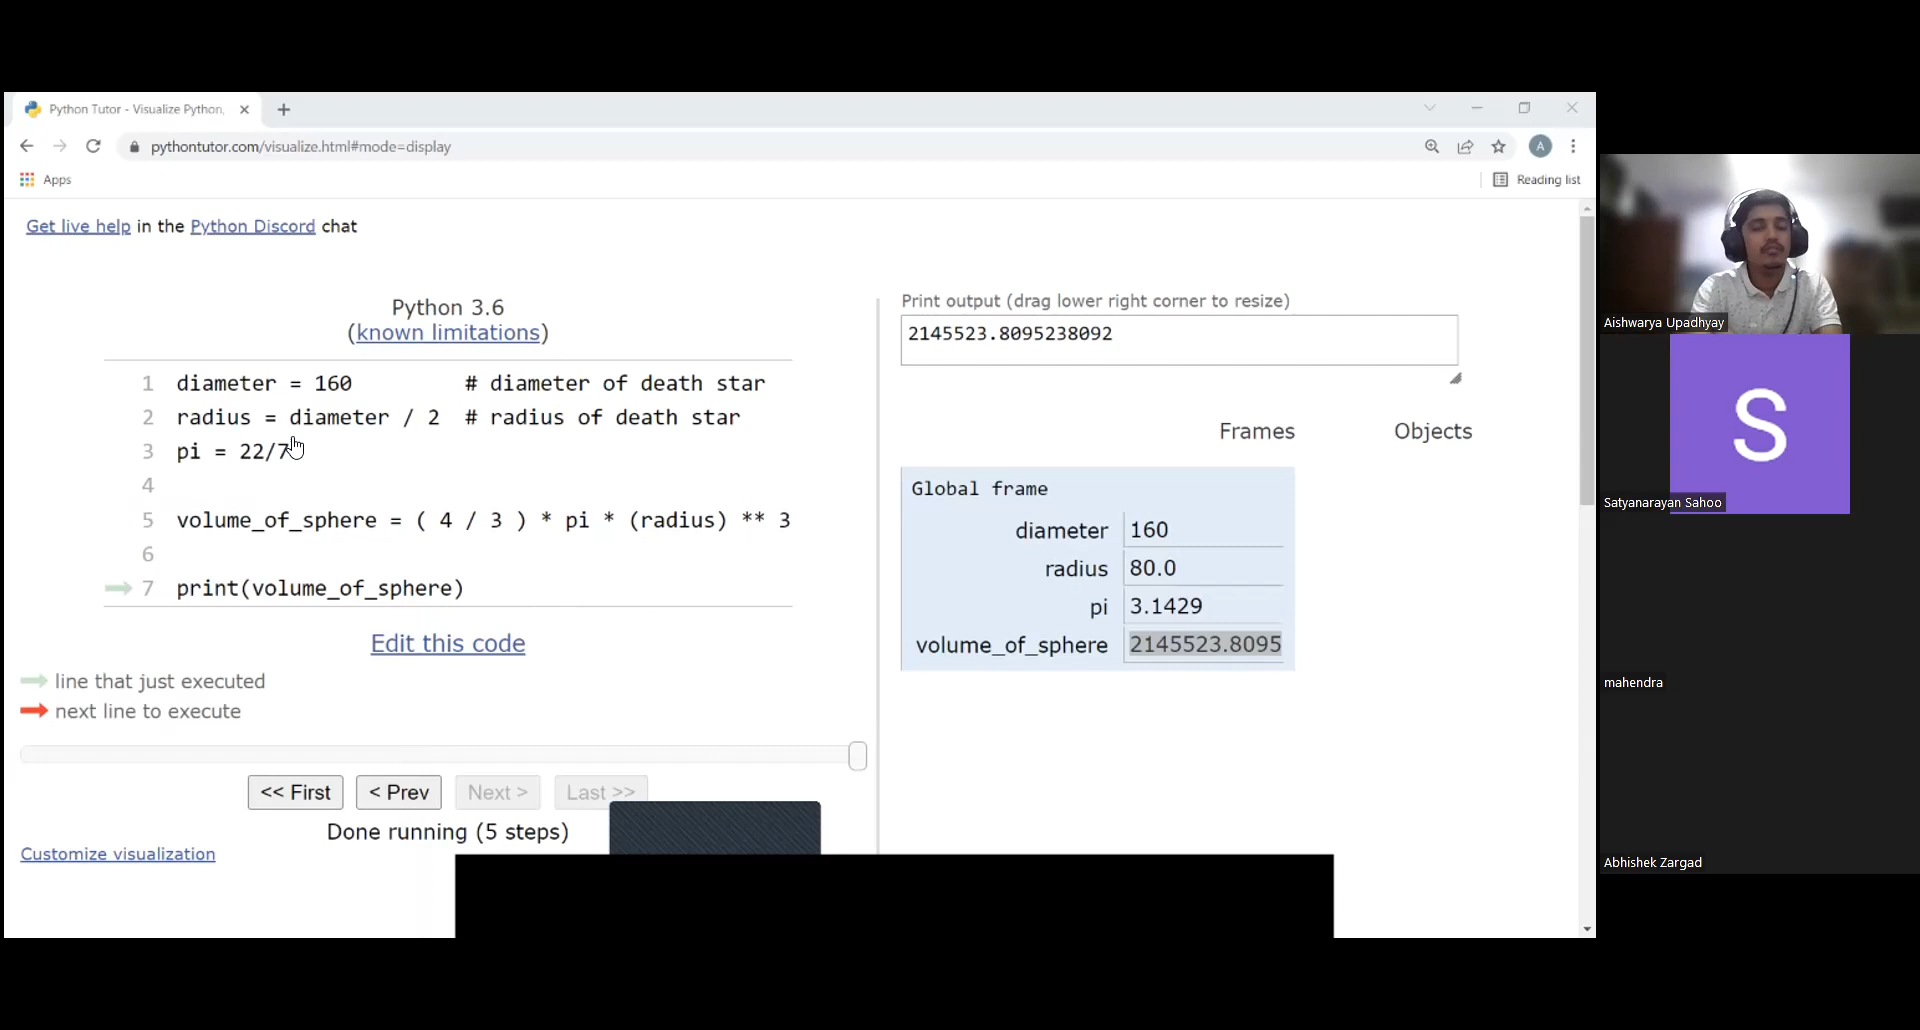 Python Tutor - Visualize Python,
pythontutor.com/visualize.html#mode=display
A
Apps
Reading list
Get live help in the Python Discord chat
Python 3.6
(known limitations)
1 diameter = 160 # diameter of death star
2 radius = diameter / 2 # radius of death star
3 pi = 22/7
4
5 volume_of_sphere = ( 4 / 3 ) * pi * (radius) ** 3
6
7 print(volume_of_sphere)
Edit this code
line that just executed
next line to execute
<< First < Prev Next > Last >>
Done running (5 steps)
Customize visualization
Print output (drag lower right corner to resize)
2145523.8095238092
Frames Objects
Global frame
diameter 160
radius 80.0
pi 3.1429
volume_of_sphere 2145523.8095
Aishwarya Upadhyay
S
Satyanarayan Sahoo
mahendra
Abhishek Zargad